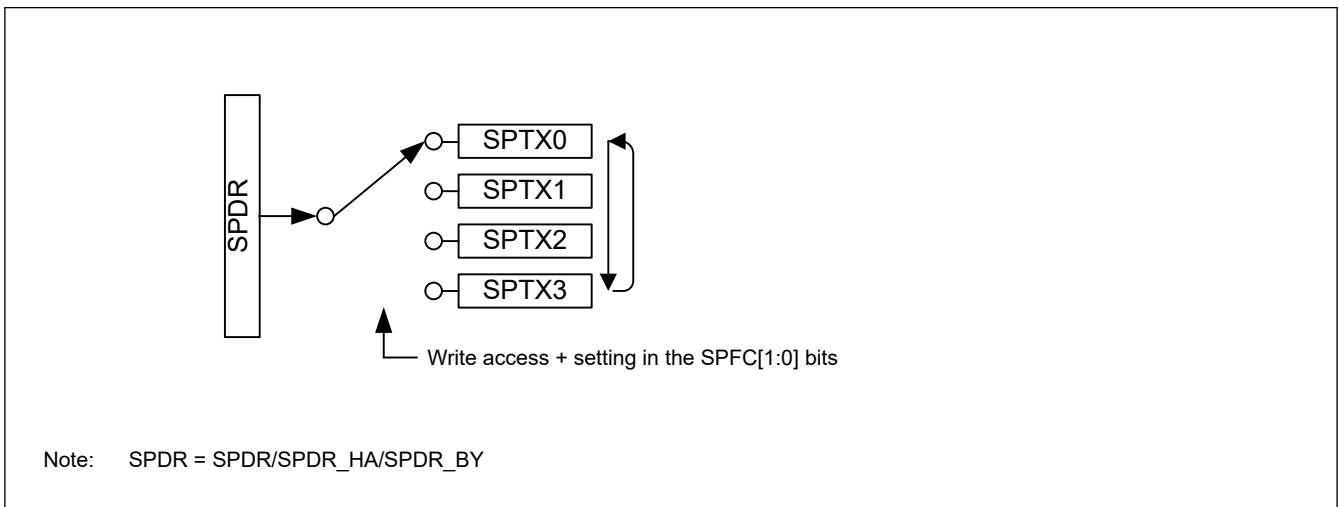 SPDR
SPTX0
SPTX1
SPTX2
SPTX3
Write access + setting in the SPFC[1:0] bits
Note: SPDR = SPDR/SPDR_HA/SPDR_BY